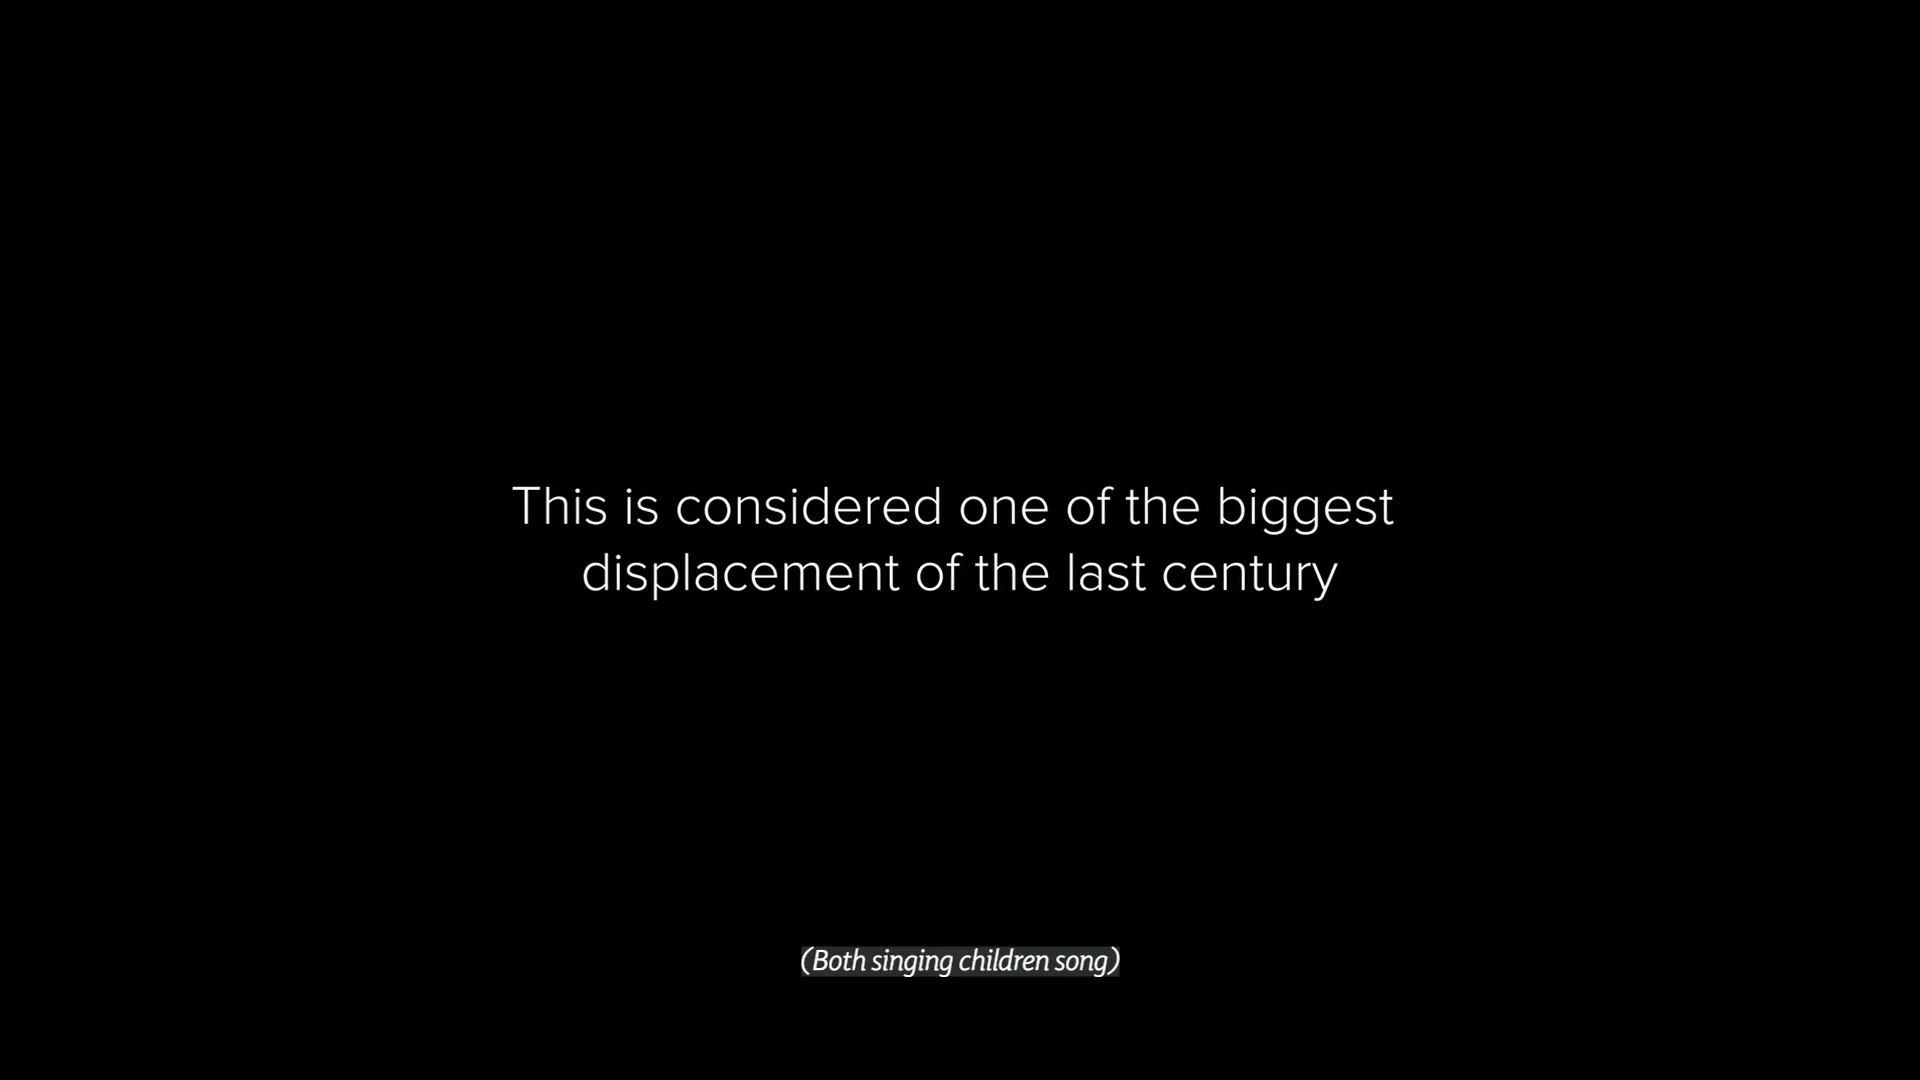 This is considered one of the biggest
displacement of the last century
(Both singing children song)